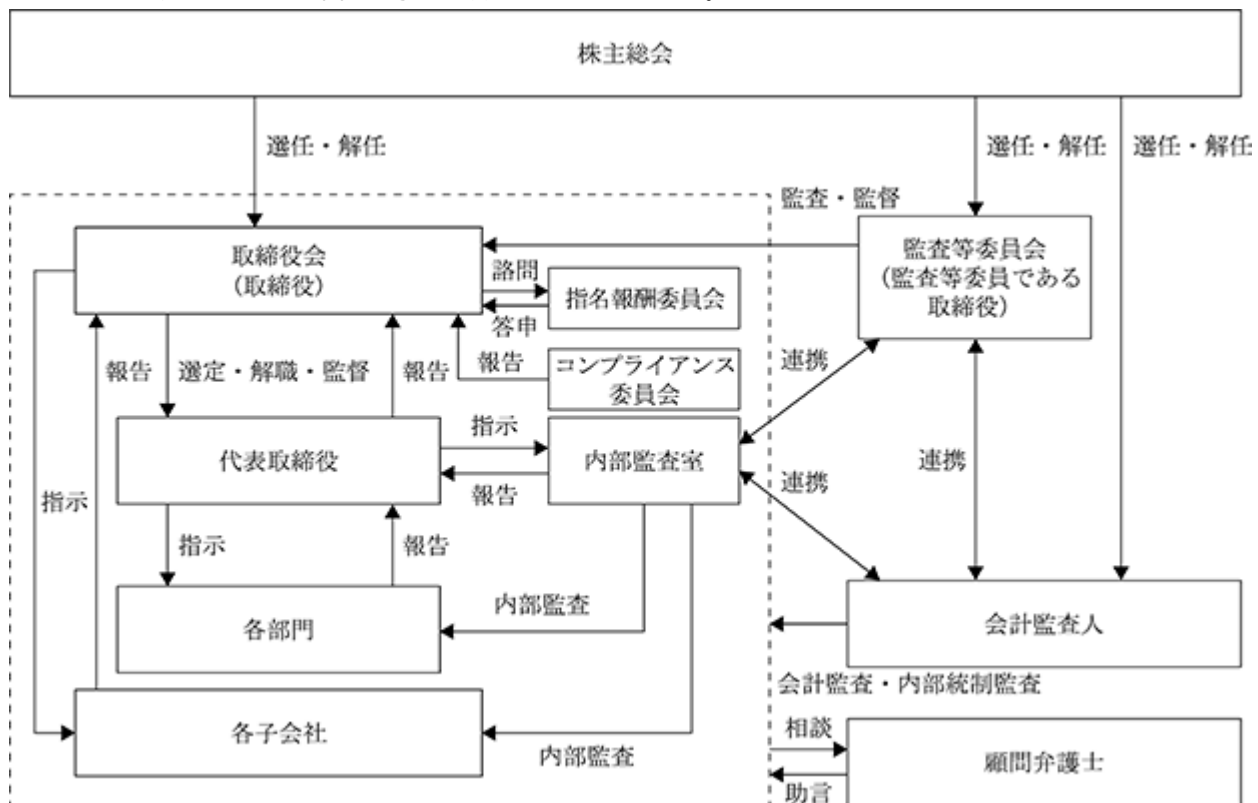 株主総会
選任・解任
選任・解任
選任・解任
監査・監督
取締役会
(取締役)
諮問
答申
指名報酬委員会
監査等委員会
(監査等委員である
取締役)
報告
選定・解職・監督
報告
報告
コンプライアンス
委員会
連携
代表取締役
指示
報告
内部監査室
連携
連携
指示
指示
報告
各部門
内部監査
会計監査人
会計監査・内部統制監査
各子会社
内部監査
相談
助言
顧問弁護士